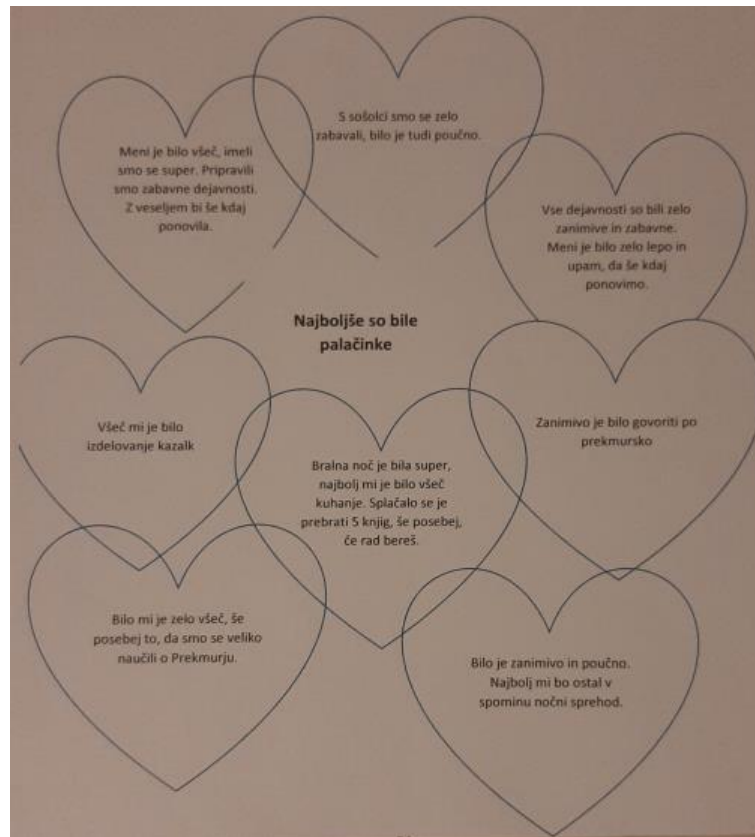 S sošolci smo se zelo
zabavali, bilo je tudi poučno.
Meni je bilo všeč, imeli
smo se super. Pripravili
smo zabavne dejavnosti.
Z veseljem bi še kdaj
ponovila.
Vse dejavnosti so bili zelo
zanimive in zabavne.
Meni je bilo zelo lepo in
upam, da še kdaj
ponovimo.
Najboljše so bile
palačinke
Všeč mi je bilo
izdelovanje kazalk
Zanimivo je bilo govoriti po
prekmursko
Bralna noč je bila super,
najbolj mi je bilo všeč
kuhanje. Splačalo se je
prebrati 5 knjig, še posebej,
če rad bereš.
Bilo mi je zelo všeč, še
posebej to, da smo se veliko
naučili o Prekmurju.
Bilo je zanimivo in poučno.
Najbolj mi bo ostal v
spominu nočni sprehod.